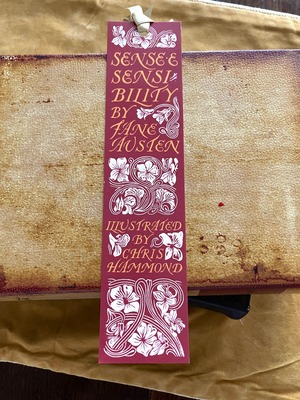 SENSE &
SENSI
BILITY
BY
JANE
AUSTEN
ILLUSTRATED
BY
CHRIS
HAMMOND